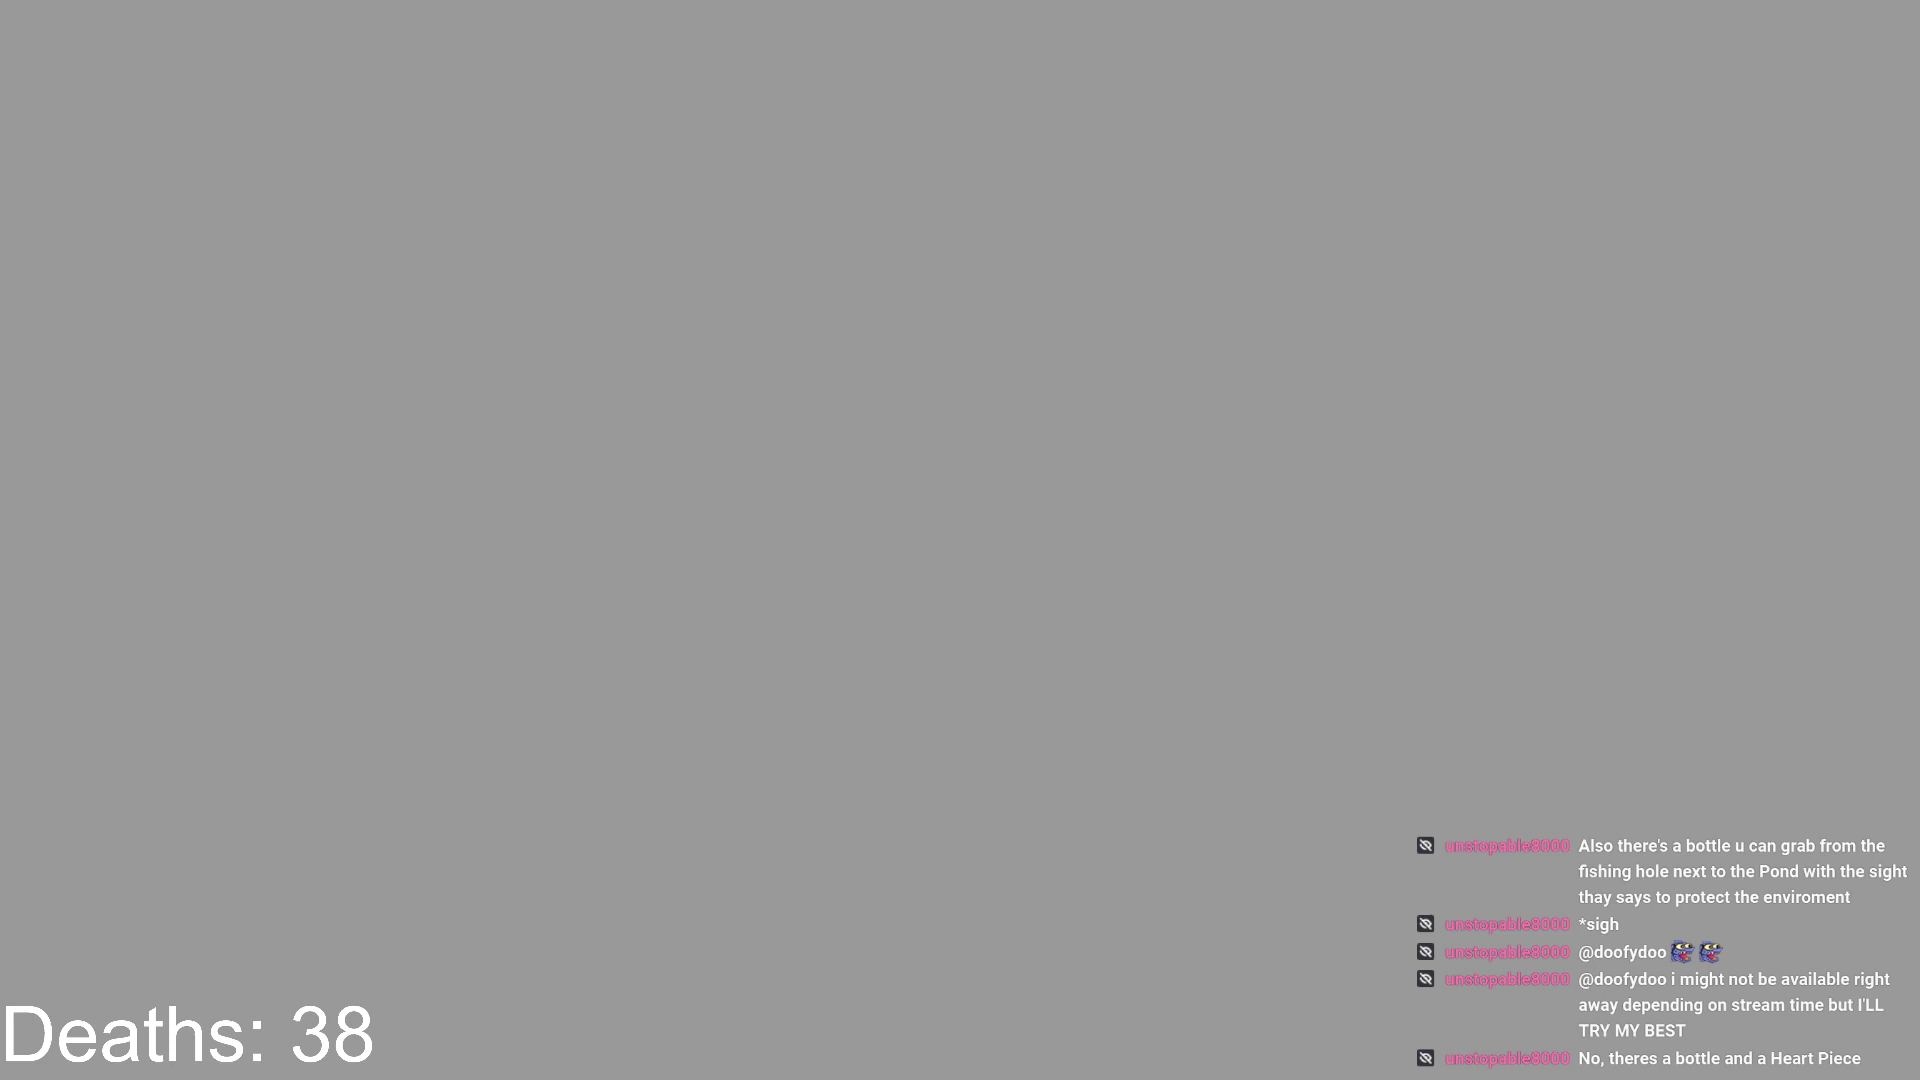 unstopable8000 Also there's a bottle u can grab from the
fishing hole next to the Pond with the sight
thay says to protect the enviroment
unstopable8000 *sigh
unstopable8000 @doofydoo
unstopable8000 @doofydoo i might not be available right
away depending on stream time but I'LL
TRY MY BEST
unstopable8000 No, theres a bottle and a Heart Piece
Deaths: 38